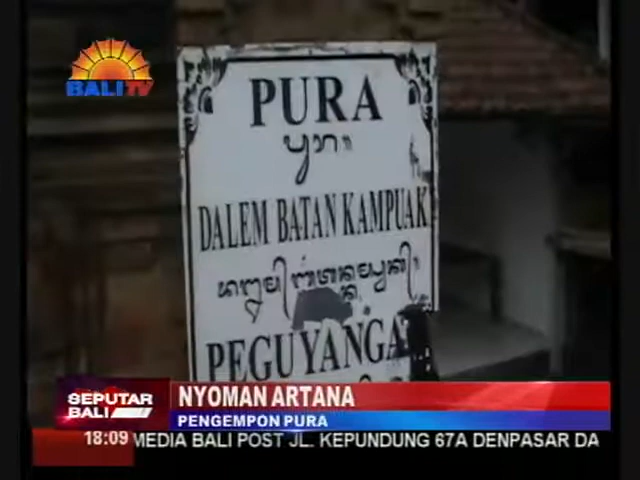 BALI TV
PURA
DALEM BATAN KAMPUAK
PEGUYANGA
SEPUTAR
BALI
NYOMAN ARTANA
PENGEMPON PURA
18:09
MEDIA BALI POST JL. KEPUNDUNG 67A DENPASAR DA